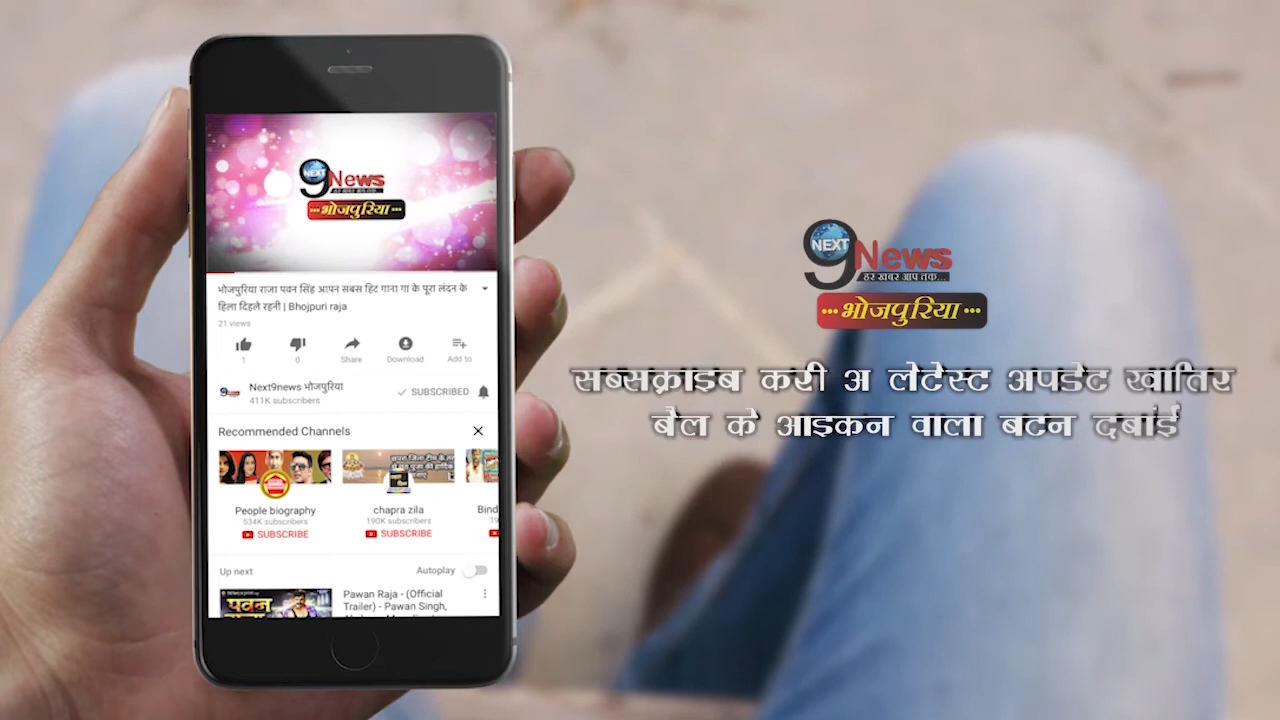 NEXT
9News
हर खबर आप तक...
•••भोजपुरिया•••
भोजपुरिया राजा पवन सिंह आपन सबस हिट गाना गा के पूरा लंदन के
हिला दिहले रहनी | Bhojpuri raja
21 views
1
0
Share
Download
Add to
Next9news भोजपुरिया
411K subscribers
SUBSCRIBED
Recommended Channels
People biography
534K subscribers
SUBSCRIBE
chapra zila
190K subscribers
SUBSCRIBE
Bind
19
Up next
Autoplay
पवन
Pawan Raja - (Official
Trailer) - Pawan Singh,
NEXT
9News
हर खबर आप तक...
•••भोजपुरिया•••
सब्सक्राइब करी अ लेटेस्ट अपडेट खातिर
बैल के आइकन वाला बटन दबाईं